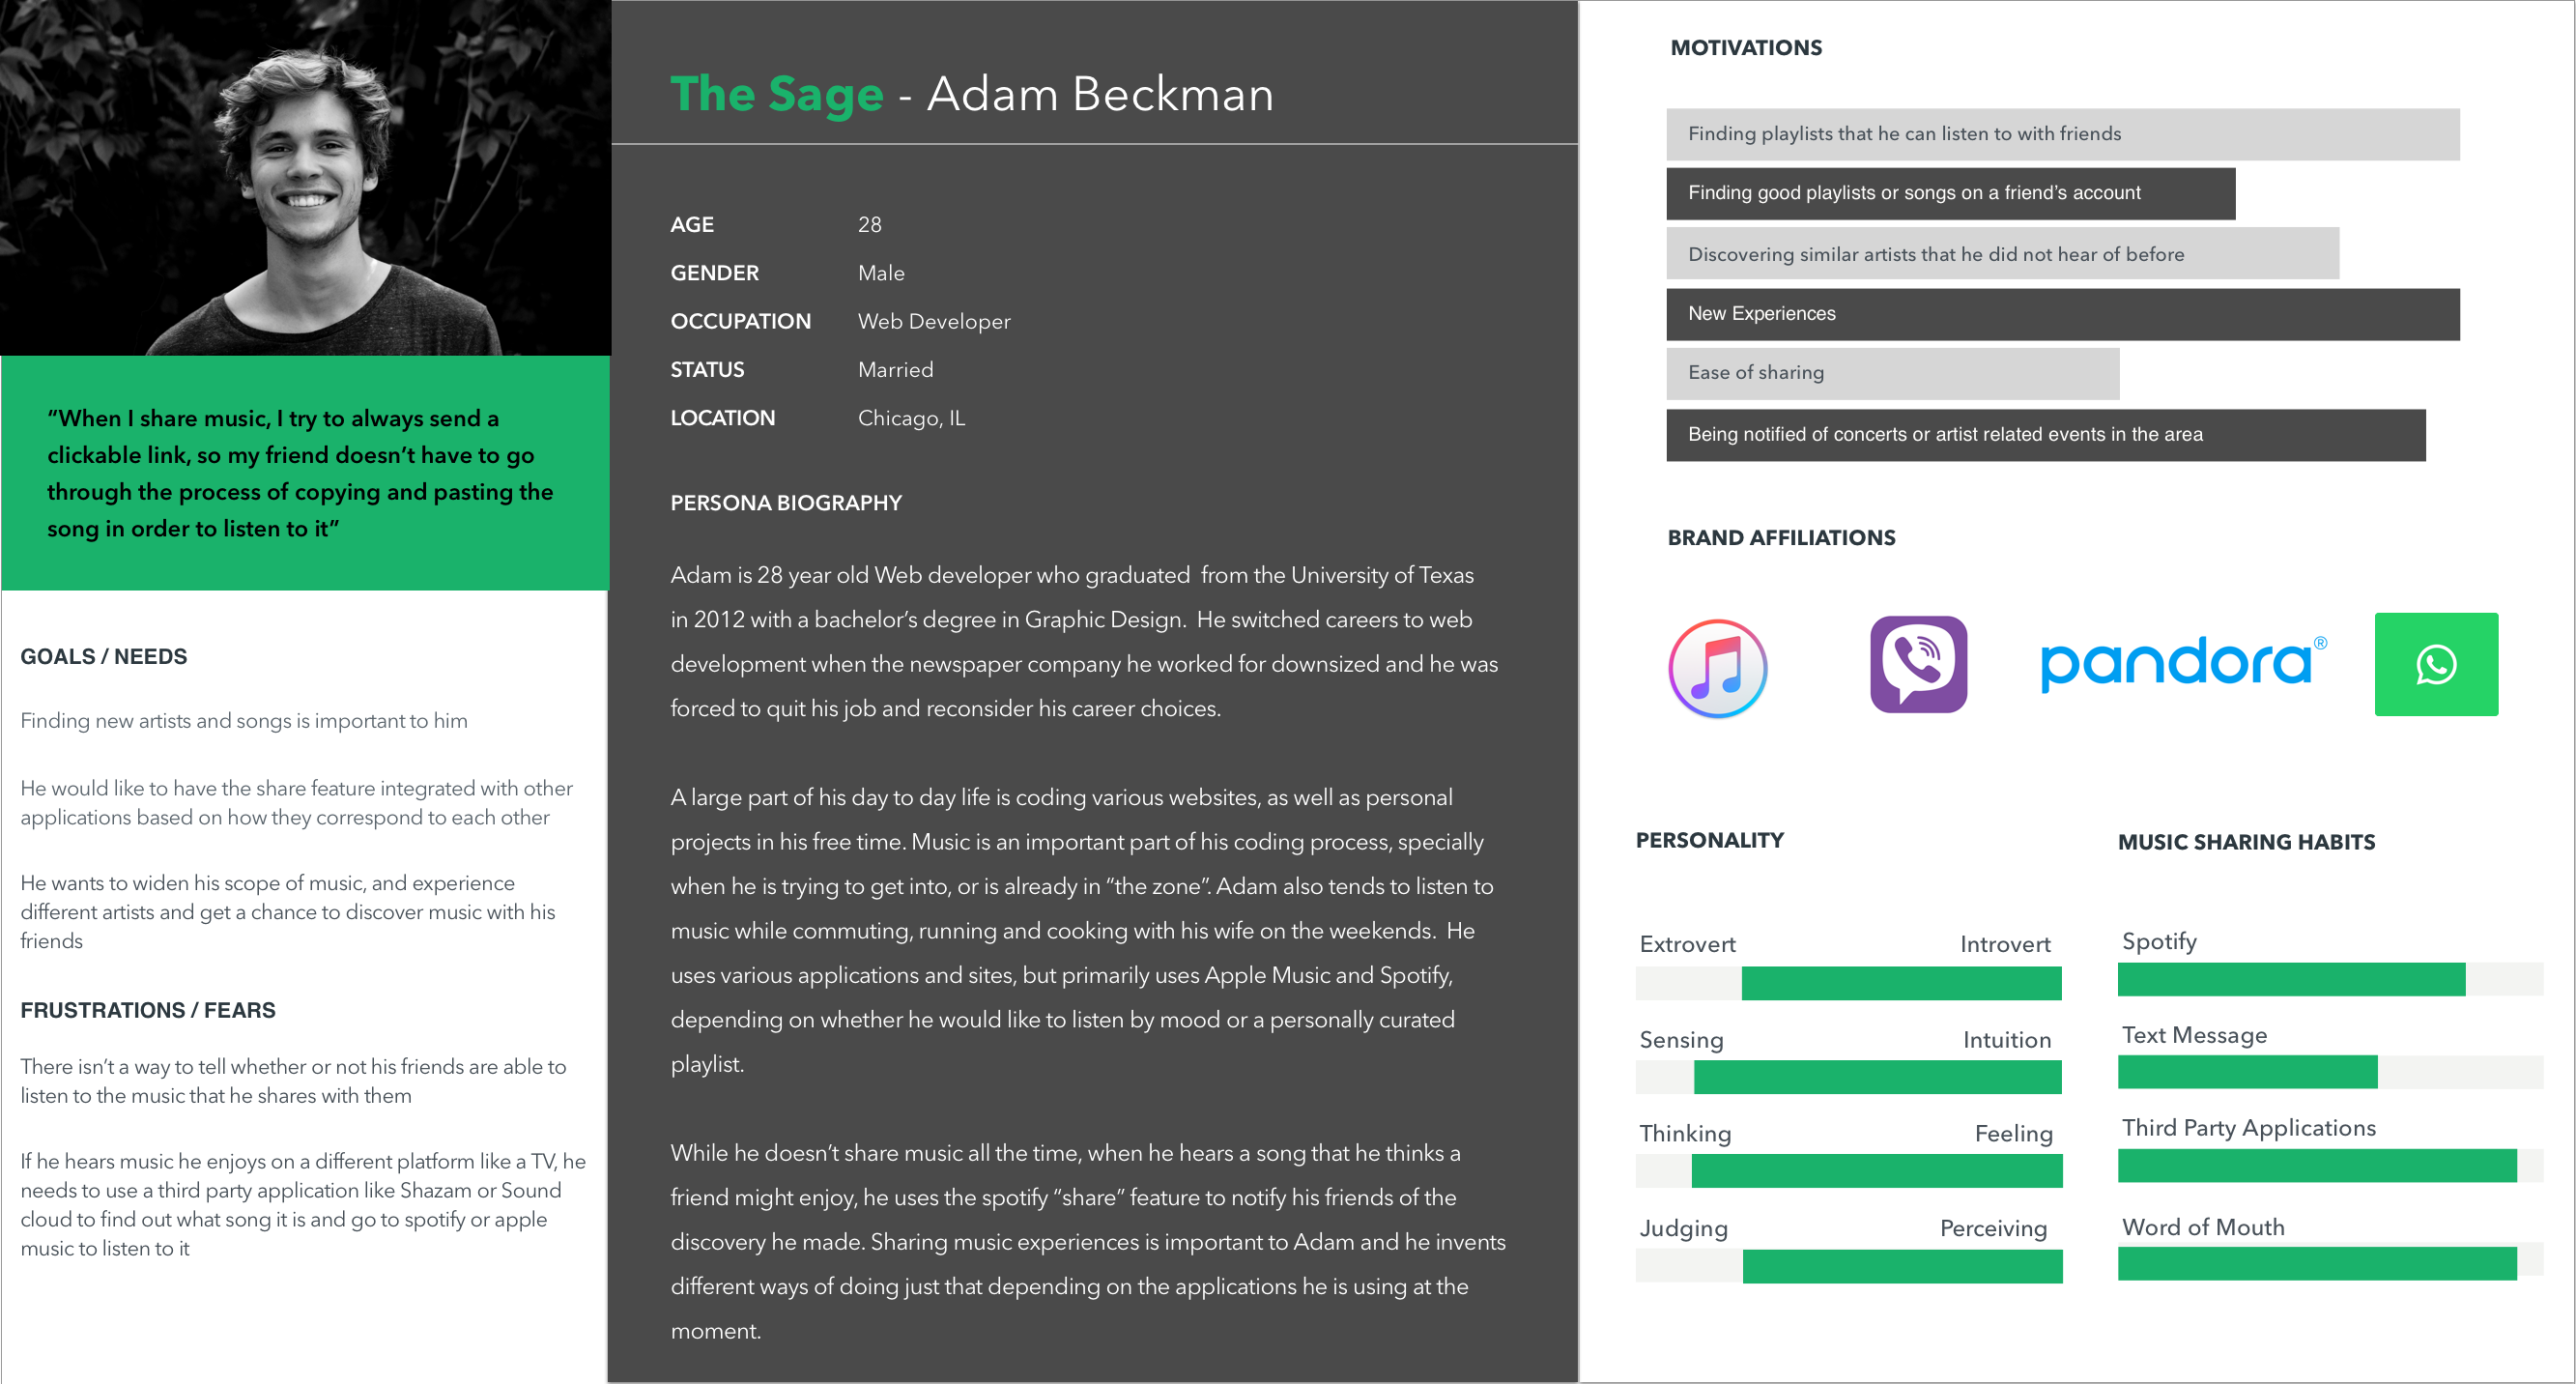 The Sage - Adam Beckman
“When I share music, I try to always send a
clickable link, so my friend doesn’t have to go
through the process of copying and pasting the
song in order to listen to it”
GOALS / NEEDS
Finding new artists and songs is important to him
He would like to have the share feature integrated with other
applications based on how they correspond to each other
He wants to widen his scope of music, and experience
different artists and get a chance to discover music with his
friends
FRUSTRATIONS / FEARS
There isn’t a way to tell whether or not his friends are able to
listen to the music that he shares with them
If he hears music he enjoys on a different platform like a TV, he
needs to use a third party application like Shazam or Sound
cloud to find out what song it is and go to spotify or apple
music to listen to it
AGE 28
GENDER Male
OCCUPATION Web Developer
STATUS Married
LOCATION Chicago, IL
PERSONA BIOGRAPHY
Adam is 28 year old Web developer who graduated  from the University of Texas
in 2012 with a bachelor’s degree in Graphic Design.  He switched careers to web
development when the newspaper company he worked for downsized and he was
forced to quit his job and reconsider his career choices.
A large part of his day to day life is coding various websites, as well as personal
projects in his free time. Music is an important part of his coding process, specially
when he is trying to get into, or is already in “the zone”. Adam also tends to listen to
music while commuting, running and cooking with his wife on the weekends.  He
uses various applications and sites, but primarily uses Apple Music and Spotify,
depending on whether he would like to listen by mood or a personally curated
playlist.
While he doesn’t share music all the time, when he hears a song that he thinks a
friend might enjoy, he uses the spotify “share” feature to notify his friends of the
discovery he made. Sharing music experiences is important to Adam and he invents
different ways of doing just that depending on the applications he is using at the
moment.
MOTIVATIONS
Finding playlists that he can listen to with friends
Finding good playlists or songs on a friend’s account
Discovering similar artists that he did not hear of before
New Experiences
Ease of sharing
Being notified of concerts or artist related events in the area
BRAND AFFILIATIONS
pandora®
PERSONALITY
Extrovert Introvert
Sensing Intuition
Thinking Feeling
Judging Perceiving
MUSIC SHARING HABITS
Spotify
Text Message
Third Party Applications
Word of Mouth